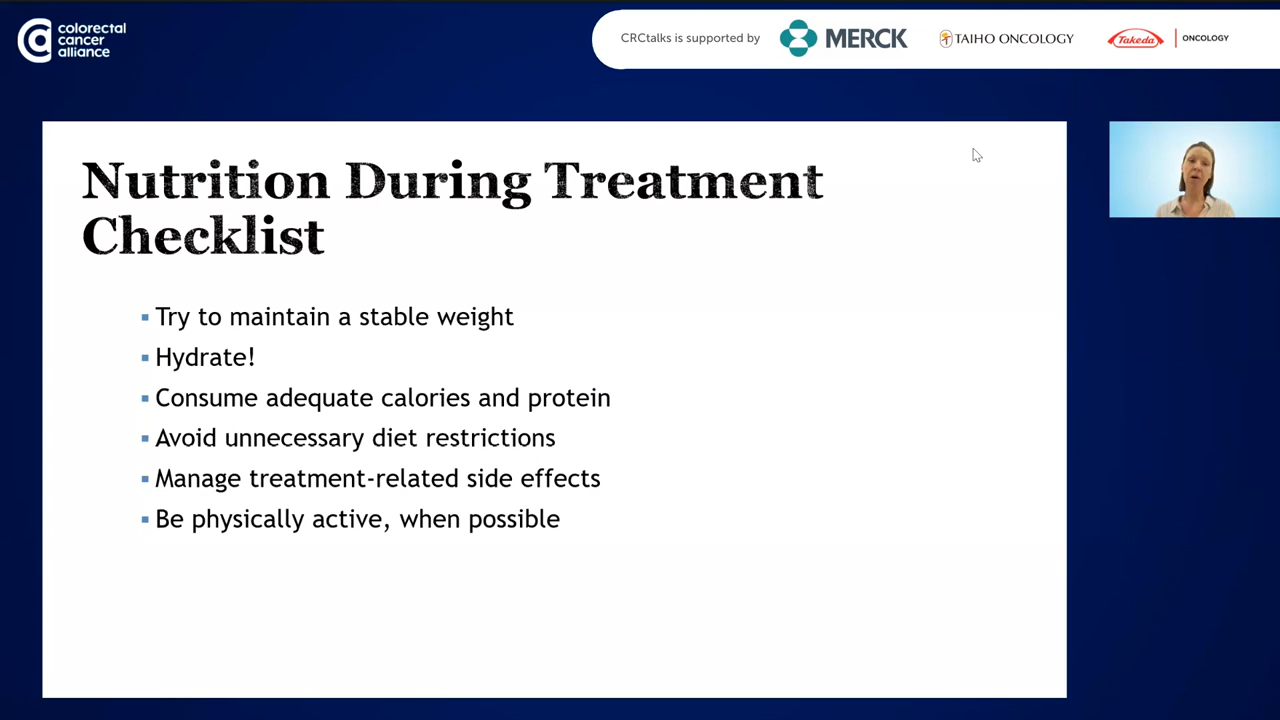 colorectal
cancer
alliance
CRCtalks is supported by
MERCK
TAIHO ONCOLOGY
Takeda
ONCOLOGY
Nutrition During Treatment
Checklist
▪ Try to maintain a stable weight
▪ Hydrate!
▪ Consume adequate calories and protein
▪ Avoid unnecessary diet restrictions
▪ Manage treatment-related side effects
▪ Be physically active, when possible